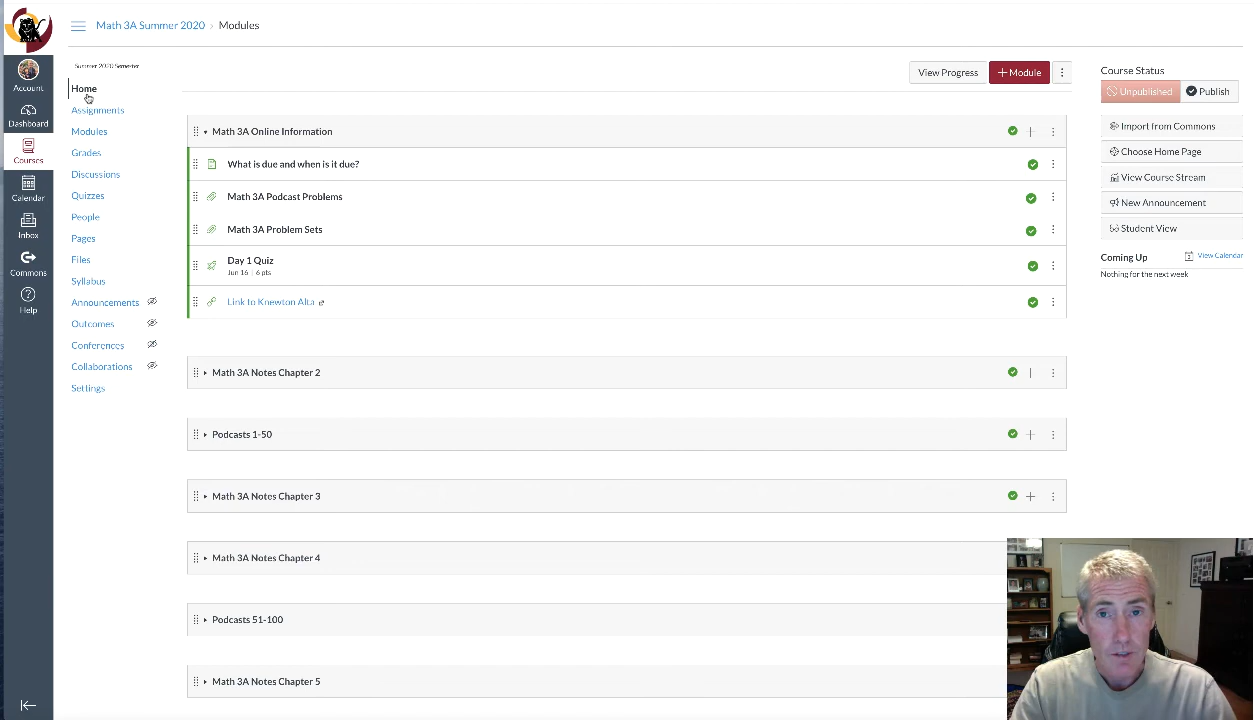 Math 3A Summer 2020 › Modules
Account
Dashboard
Courses
Calendar
Inbox
Commons
Help
Summer 2020 Semester
Home
Assignments
Modules
Grades
Discussions
Quizzes
People
Pages
Files
Syllabus
Announcements
Outcomes
Conferences
Collaborations
Settings
View Progress
+ Module
Math 3A Online Information
What is due and when is it due?
Math 3A Podcast Problems
Math 3A Problem Sets
Day 1 Quiz
Jun 16 | 6 pts
Link to Knewton Alta
Math 3A Notes Chapter 2
Podcasts 1-50
Math 3A Notes Chapter 3
Math 3A Notes Chapter 4
Podcasts 51-100
Math 3A Notes Chapter 5
Course Status
Unpublished
Publish
Import from Commons
Choose Home Page
View Course Stream
New Announcement
Student View
Coming Up
View Calendar
Nothing for the next week